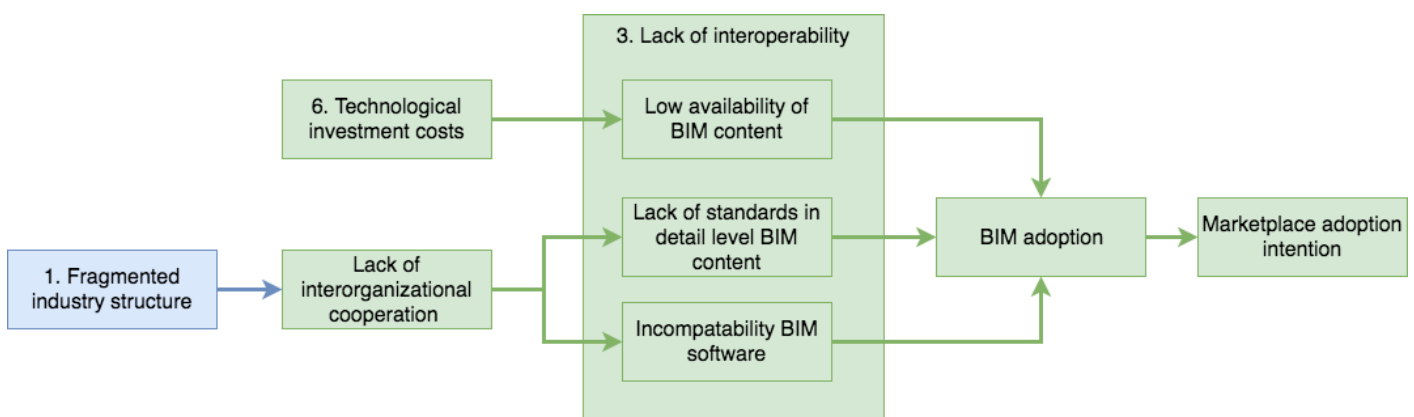 3. Lack of interoperability
6. Technological
investment costs
Low availability of
BIM content
1. Fragmented
industry structure
Lack of
interorganizational
cooperation
Lack of standards in
detail level BIM
content
Incompatability BIM
software
BIM adoption
Marketplace adoption
intention